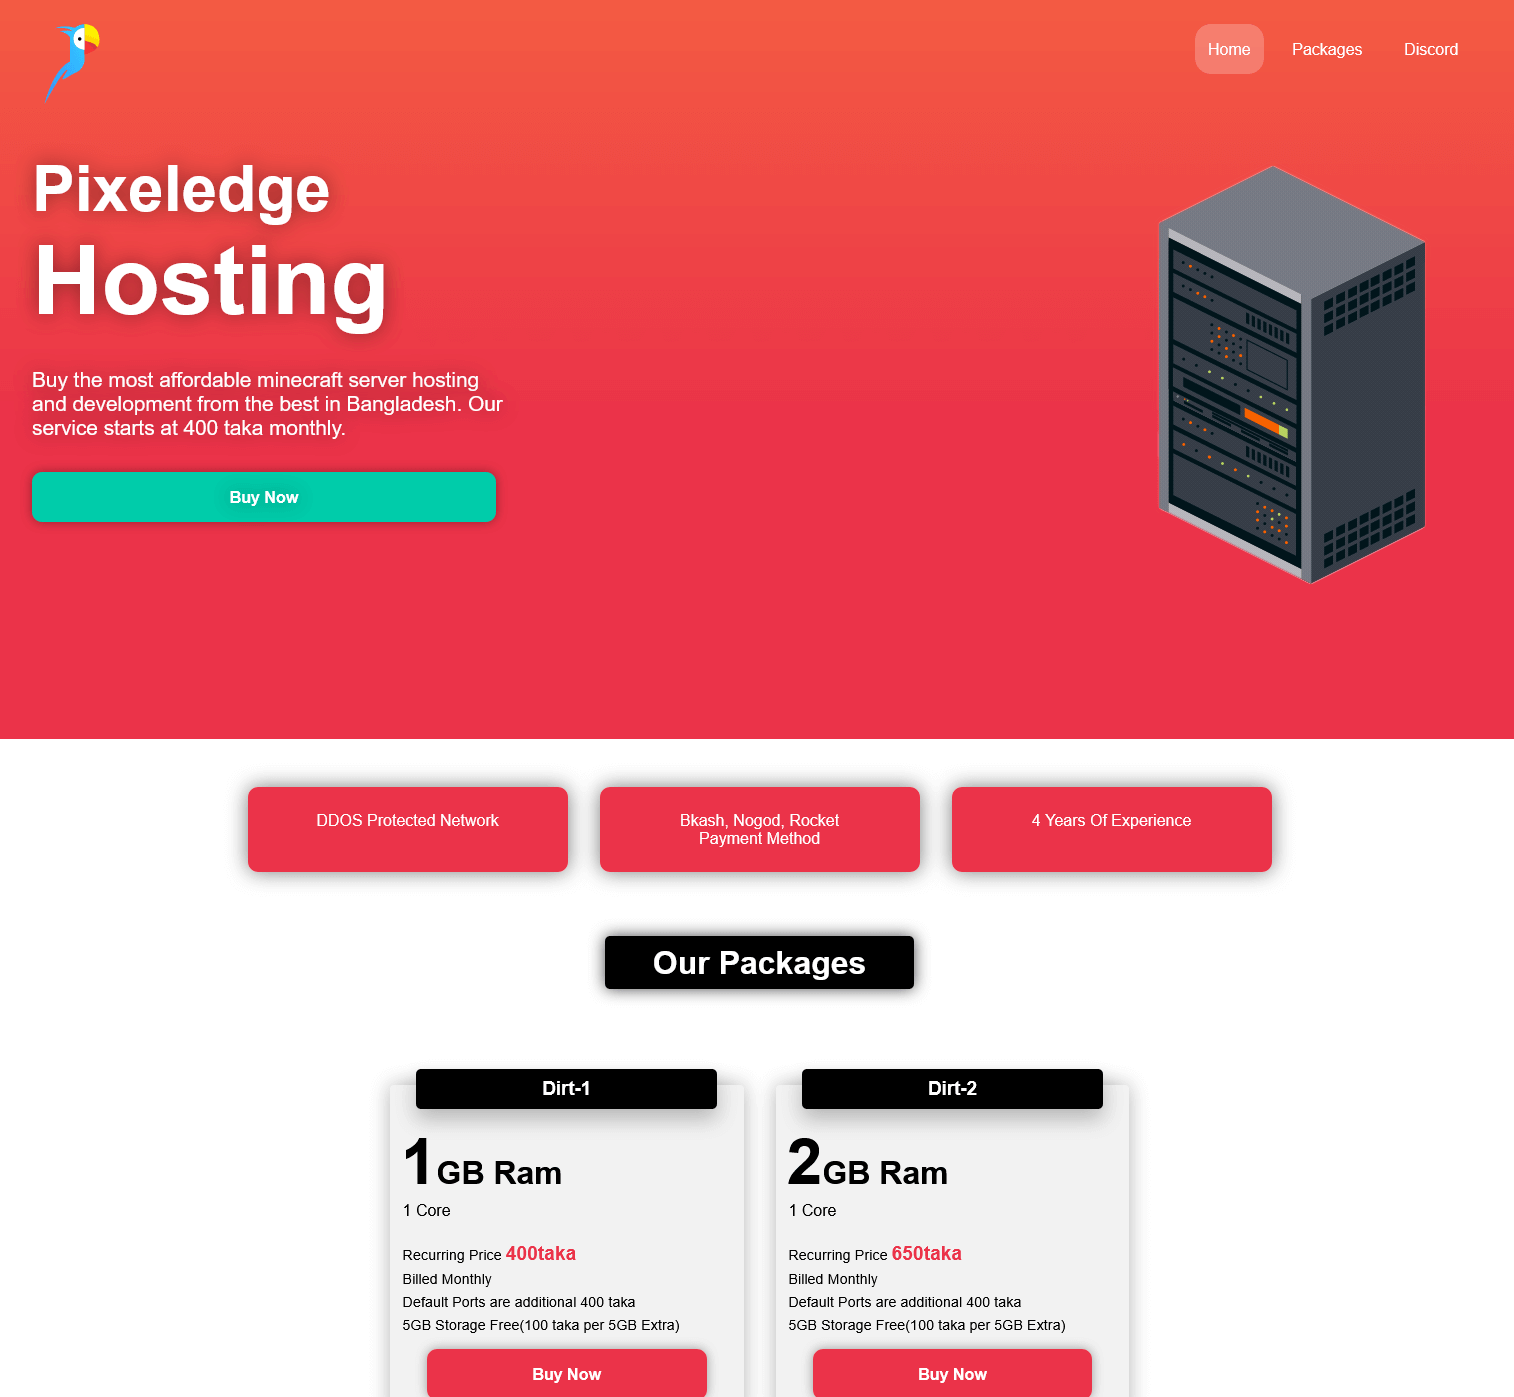 Home Packages Discord
Pixeledge
Hosting
Buy the most affordable minecraft server hosting
and development from the best in Bangladesh. Our
service starts at 400 taka monthly.
Buy Now
DDOS Protected Network
Bkash, Nogod, Rocket
Payment Method
4 Years Of Experience
Our Packages
Dirt-1
1GB Ram
1 Core
Recurring Price 400taka
Billed Monthly
Default Ports are additional 400 taka
5GB Storage Free(100 taka per 5GB Extra)
Buy Now
Dirt-2
2GB Ram
1 Core
Recurring Price 650taka
Billed Monthly
Default Ports are additional 400 taka
5GB Storage Free(100 taka per 5GB Extra)
Buy Now